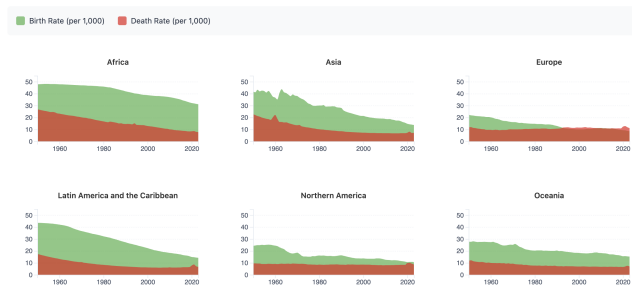 Birth Rate (per 1,000) Death Rate (per 1,000)
Africa Asia Europe
50 50 50
40 40 40
30 30 30
20 20 20
10 10 10
0 0 0
1960 1980 2000 2020 1960 1980 2000 2020 1960 1980 2000 2020
Latin America and the Caribbean Northern America Oceania
50 50 50
40 40 40
30 30 30
20 20 20
10 10 10
0 0 0
1960 1980 2000 2020 1960 1980 2000 2020 1960 1980 2000 2020